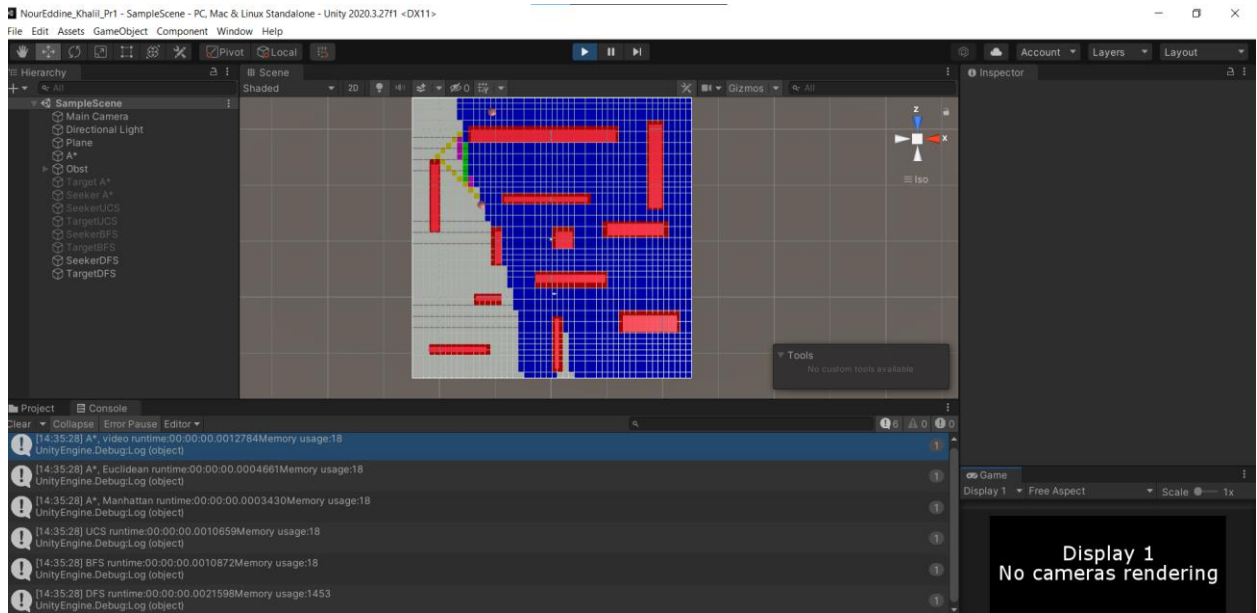 NourEddine_Khalil_Pr1 - SampleScene - PC, Mac & Linux Standalone - Unity 2020.3.27f1 <DX11>
File Edit Assets GameObject Component Window Help
Pivot Local Account Layers Layout
Hierarchy Scene Inspector
All Shaded 2D 0 Gizmos All
SampleScene
Main Camera
Directional Light
Plane
A*
Obst
Target A*
Seeker A*
SeekerUCS
TargetUCS
SeekerBFS
TargetBFS
SeekerDFS
TargetDFS
z
x
Iso
Tools
No custom tools available
Project Console
Clear Collapse Error Pause Editor 6 0 0
[14:35:28] A*, video runtime:00:00:00.0012784Memory usage:18
UnityEngine.Debug:Log (object)
1
[14:35:28] A*, Euclidean runtime:00:00:00.0004661Memory usage:18
UnityEngine.Debug:Log (object)
1
[14:35:28] A*, Manhattan runtime:00:00:00.0003430Memory usage:18
UnityEngine.Debug:Log (object)
1
[14:35:28] UCS runtime:00:00:00.0010659Memory usage:18
UnityEngine.Debug:Log (object)
1
[14:35:28] BFS runtime:00:00:00.0010872Memory usage:18
UnityEngine.Debug:Log (object)
1
[14:35:28] DFS runtime:00:00:00.0021598Memory usage:1453
UnityEngine.Debug:Log (object)
1
Game
Display 1 Free Aspect Scale 1x
Display 1
No cameras rendering